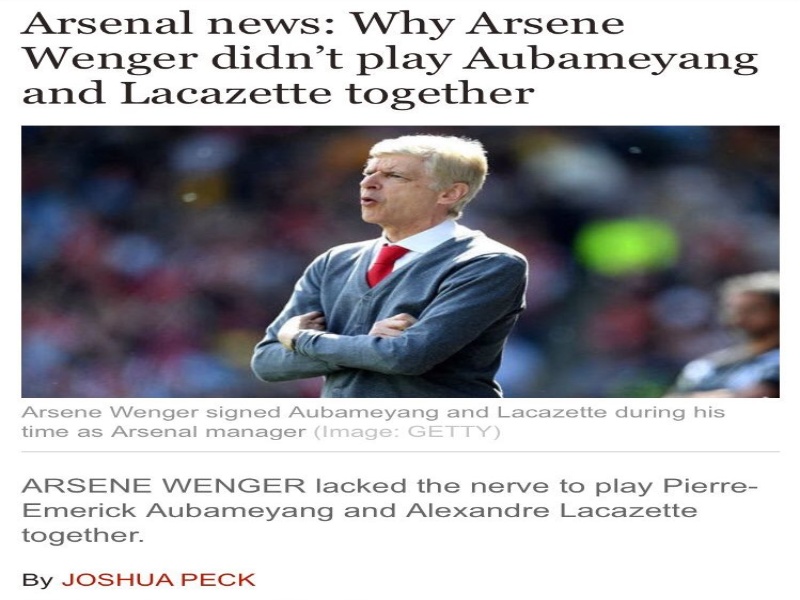 Arsenal news: Why Arsene
Wenger didn’t play Aubameyang
and Lacazette together
Arsene Wenger signed Aubameyang and Lacazette during his
time as Arsenal manager (Image: GETTY)
ARSENE WENGER lacked the nerve to play Pierre-
Emerick Aubameyang and Alexandre Lacazette
together.
By JOSHUA PECK